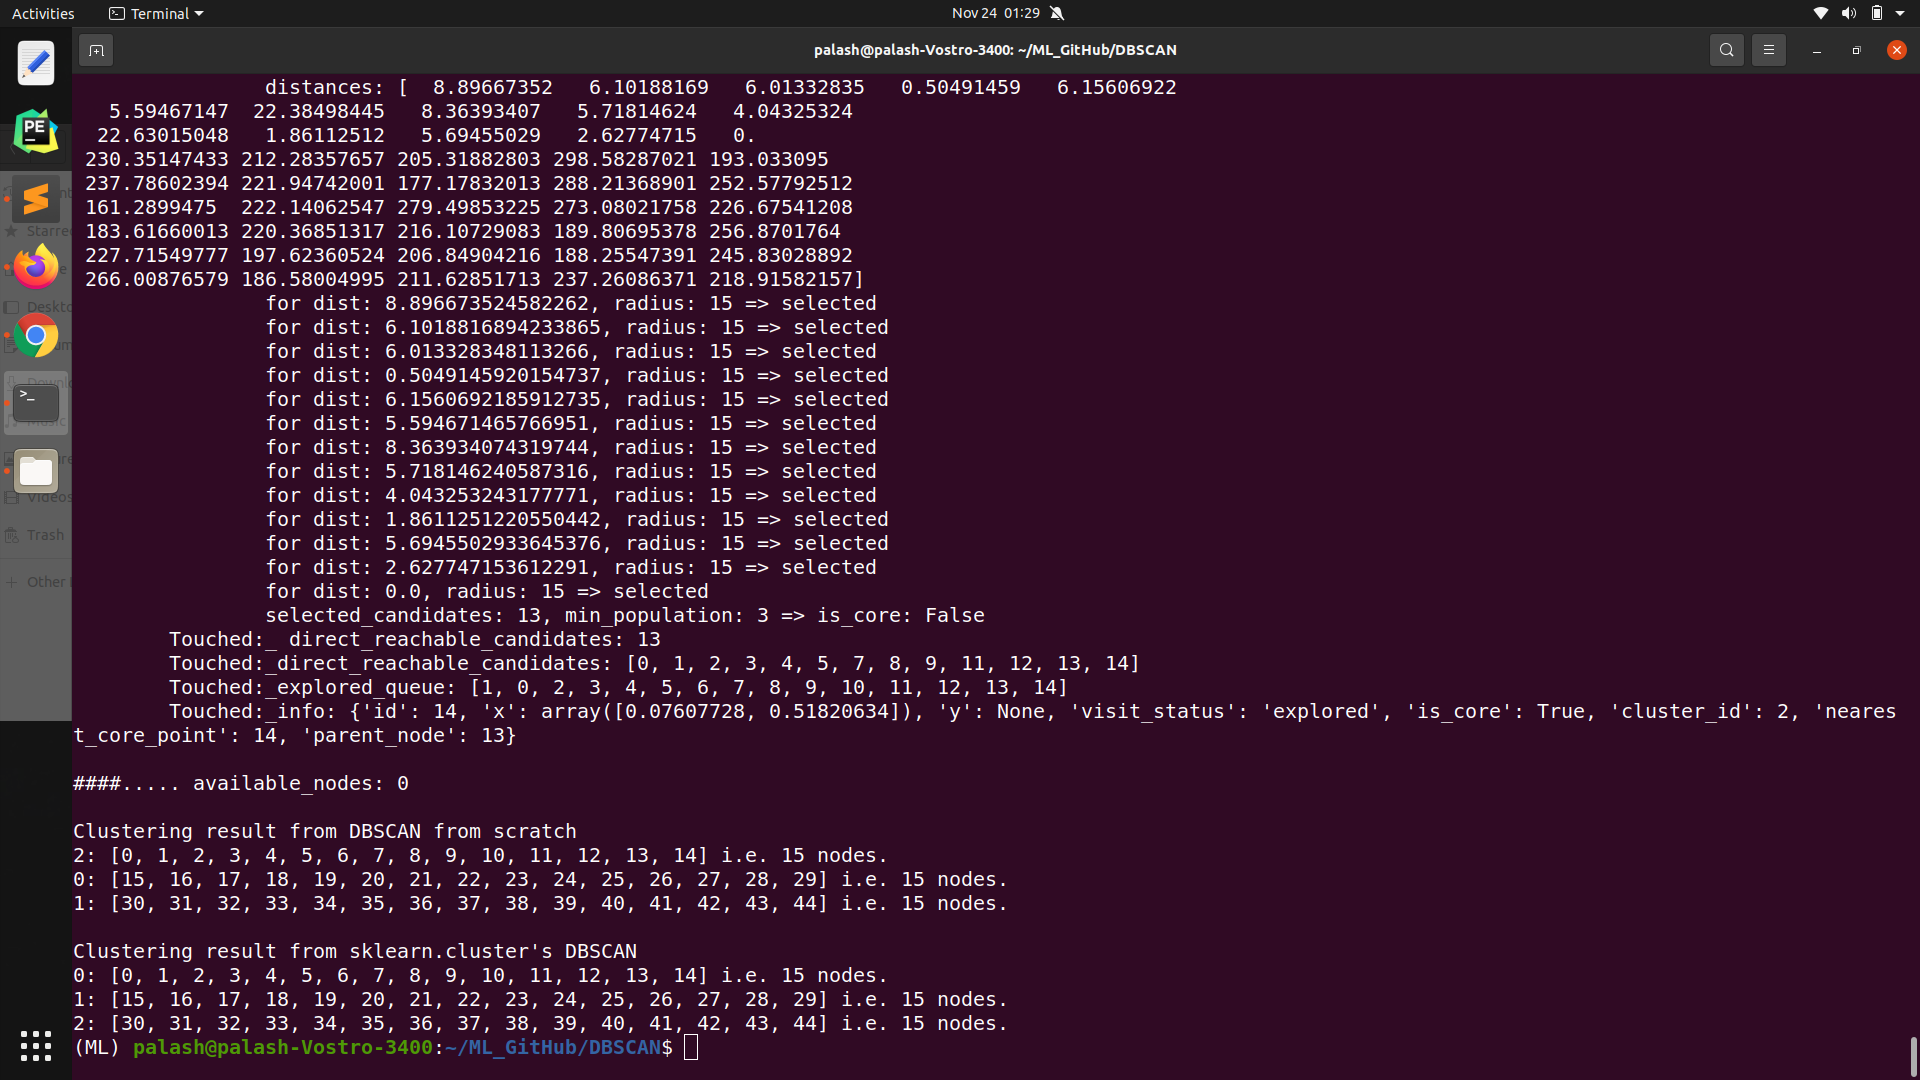 Activities
Terminal
Nov 24 01:29
palash@palash-Vostro-3400: ~/ML_GitHub/DBSCAN
distances: [  8.89667352   6.10188169   6.01332835   0.50491459   6.15606922
5.59467147  22.38498445   8.36393407   5.71814624   4.04325324
22.63015048   1.86112512   5.69455029   2.62774715   0.
230.35147433 212.28357657 205.31882803 298.58287021 193.033095
237.78602394 221.94742001 177.17832013 288.21368901 252.57792512
161.2899475  222.14062547 279.49853225 273.08021758 226.67541208
183.61660013 220.36851317 216.10729083 189.80695378 256.8701764
227.71549777 197.62360524 206.84904216 188.25547391 245.83028892
266.00876579 186.58004995 211.62851713 237.26086371 218.91582157]
for dist: 8.896673524582262, radius: 15 => selected
for dist: 6.1018816894233865, radius: 15 => selected
for dist: 6.013328348113266, radius: 15 => selected
for dist: 0.5049145920154737, radius: 15 => selected
for dist: 6.1560692185912735, radius: 15 => selected
for dist: 5.594671465766951, radius: 15 => selected
for dist: 8.363934074319744, radius: 15 => selected
for dist: 5.718146240587316, radius: 15 => selected
for dist: 4.043253243177771, radius: 15 => selected
for dist: 1.8611251220550442, radius: 15 => selected
for dist: 5.6945502933645376, radius: 15 => selected
for dist: 2.627747153612291, radius: 15 => selected
for dist: 0.0, radius: 15 => selected
selected_candidates: 13, min_population: 3 => is_core: False
Touched:_ direct_reachable_candidates: 13
Touched:_direct_reachable_candidates: [0, 1, 2, 3, 4, 5, 7, 8, 9, 11, 12, 13, 14]
Touched:_explored_queue: [1, 0, 2, 3, 4, 5, 6, 7, 8, 9, 10, 11, 12, 13, 14]
Touched:_info: {'id': 14, 'x': array([0.07607728, 0.51820634]), 'y': None, 'visit_status': 'explored', 'is_core': True, 'cluster_id': 2, 'neares
t_core_point': 14, 'parent_node': 13}
####..... available_nodes: 0
Clustering result from DBSCAN from scratch
2: [0, 1, 2, 3, 4, 5, 6, 7, 8, 9, 10, 11, 12, 13, 14] i.e. 15 nodes.
0: [15, 16, 17, 18, 19, 20, 21, 22, 23, 24, 25, 26, 27, 28, 29] i.e. 15 nodes.
1: [30, 31, 32, 33, 34, 35, 36, 37, 38, 39, 40, 41, 42, 43, 44] i.e. 15 nodes.
Clustering result from sklearn.cluster's DBSCAN
0: [0, 1, 2, 3, 4, 5, 6, 7, 8, 9, 10, 11, 12, 13, 14] i.e. 15 nodes.
1: [15, 16, 17, 18, 19, 20, 21, 22, 23, 24, 25, 26, 27, 28, 29] i.e. 15 nodes.
2: [30, 31, 32, 33, 34, 35, 36, 37, 38, 39, 40, 41, 42, 43, 44] i.e. 15 nodes.
(ML) palash@palash-Vostro-3400:~/ML_GitHub/DBSCAN$
PE
Videos
Trash
Other